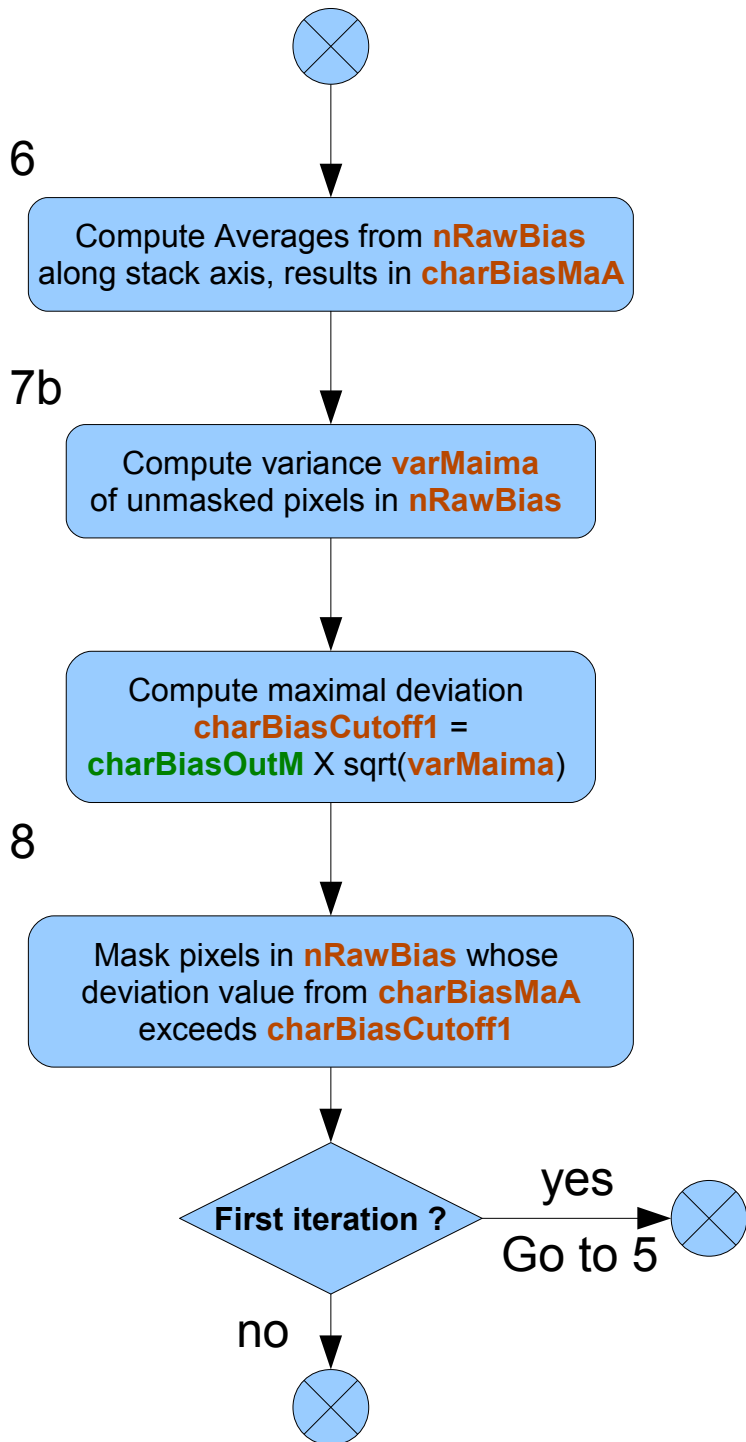 6
Compute Averages from nRawBias
along stack axis, results in charBiasMaA
7b
Compute variance varMaima
of unmasked pixels in nRawBias
Compute maximal deviation
charBiasCutoff1 =
charBiasOutM X sqrt(varMaima)
8
Mask pixels in nRawBias whose
deviation value from charBiasMaA
exceeds charBiasCutoff1
First iteration ?
yes
Go to 5
no